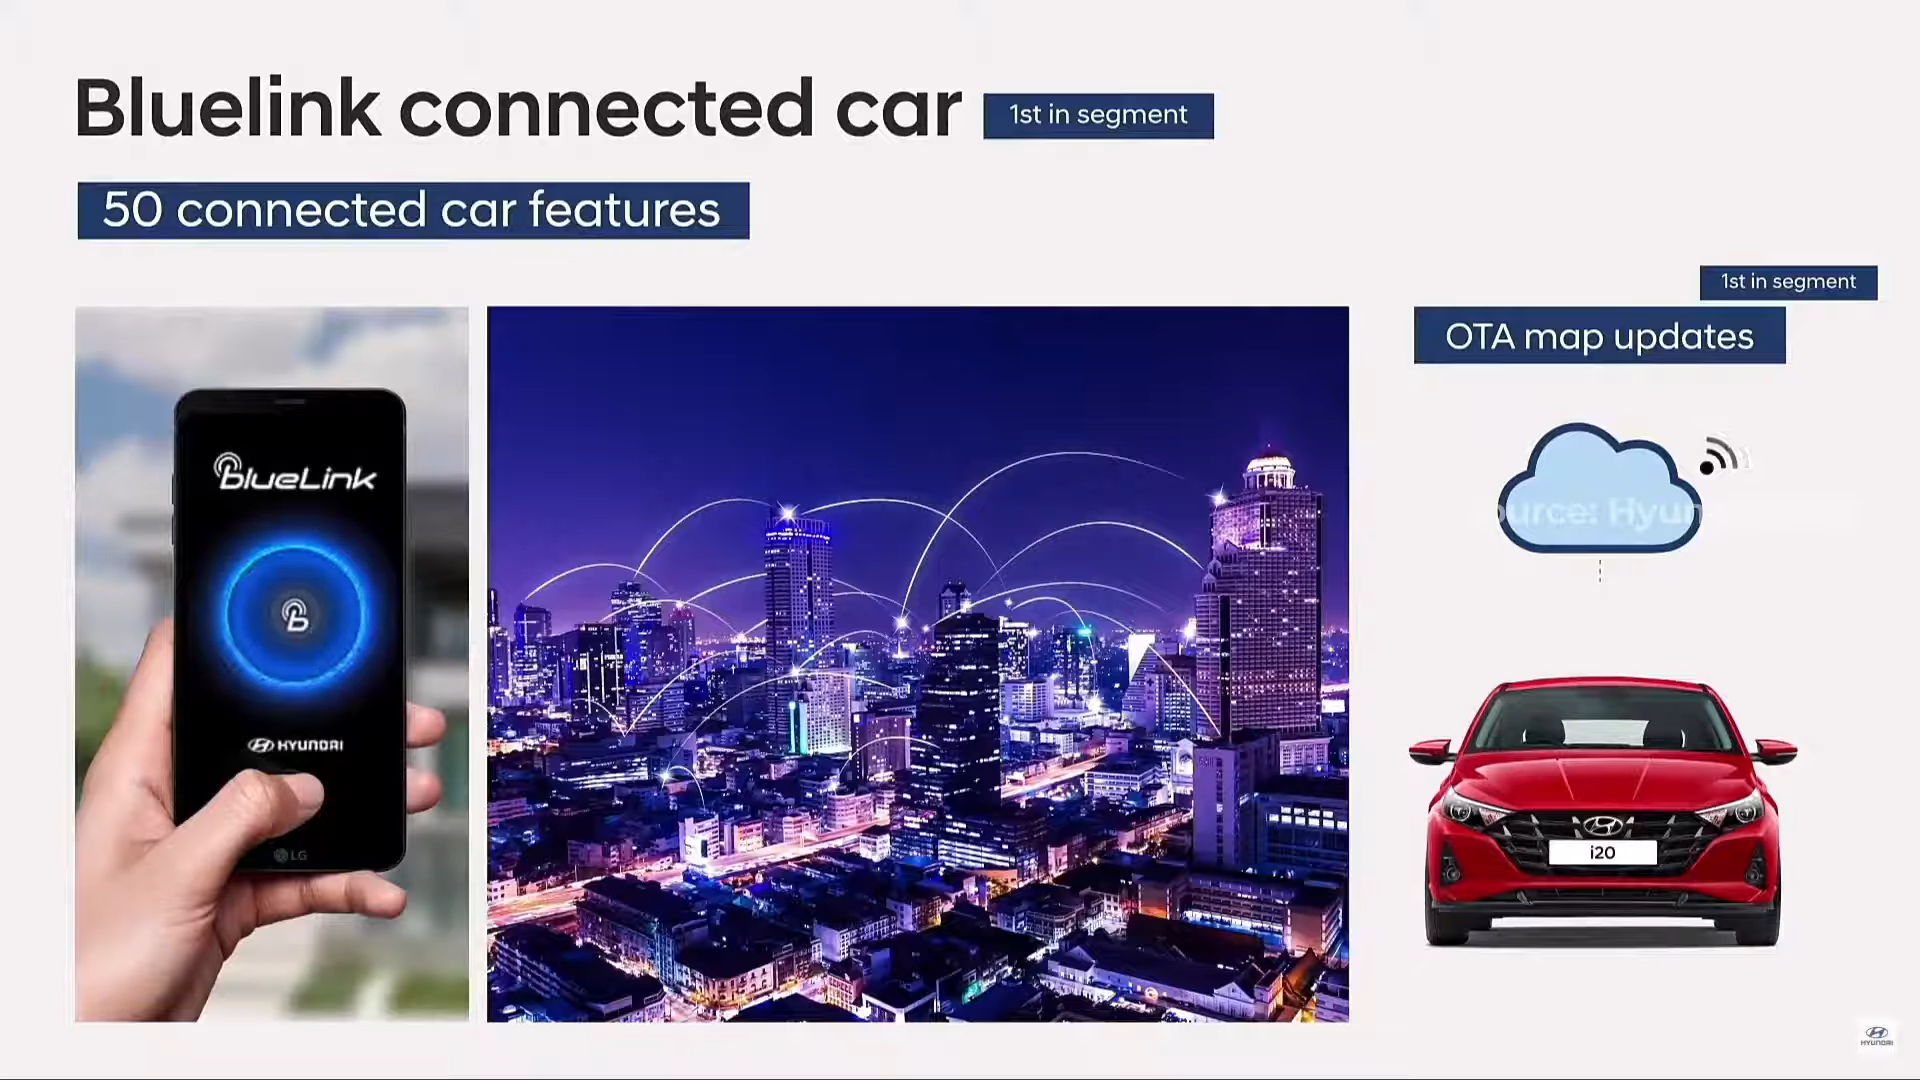 Bluelink connected car
1st in segment
50 connected car features
1st in segment
OTA map updates
blueLink
HYUNDAI
LG
i20
HYUNDAI